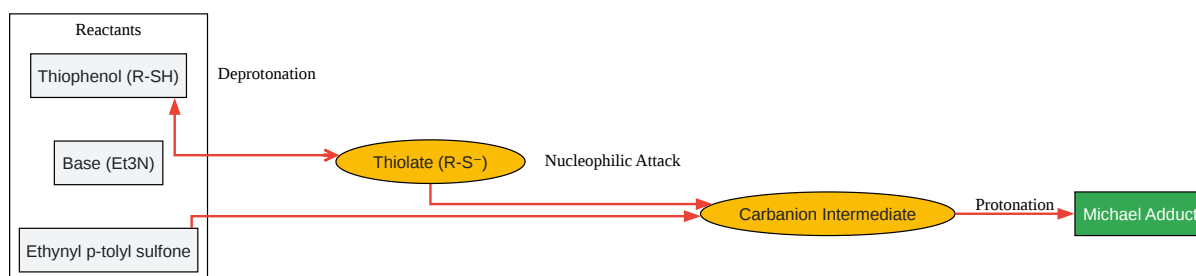 Reactants
Thiophenol (R-SH)
Deprotonation
Base (Et3N)
Thiolate (R-S⁻)
Nucleophilic Attack
Ethynyl p-tolyl sulfone
Carbanion Intermediate
Protonation
Michael Adduct